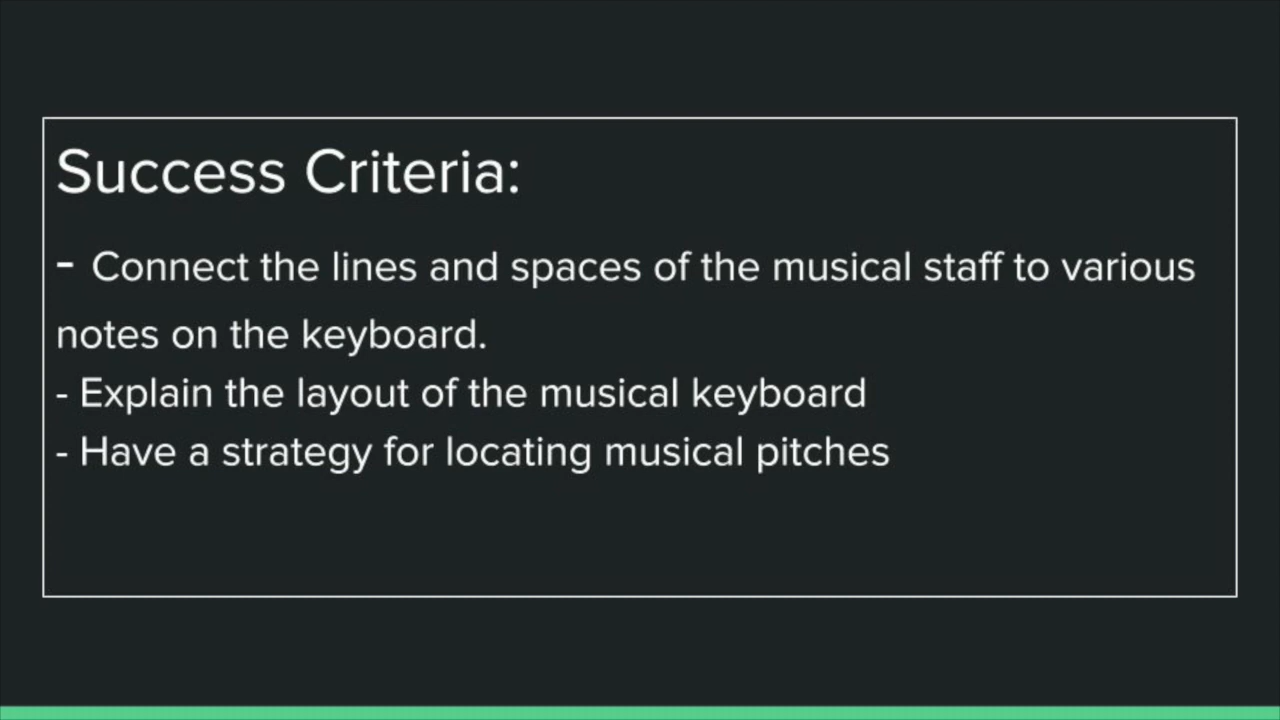 Success Criteria:
- Connect the lines and spaces of the musical staff to various
notes on the keyboard.
- Explain the layout of the musical keyboard
- Have a strategy for locating musical pitches